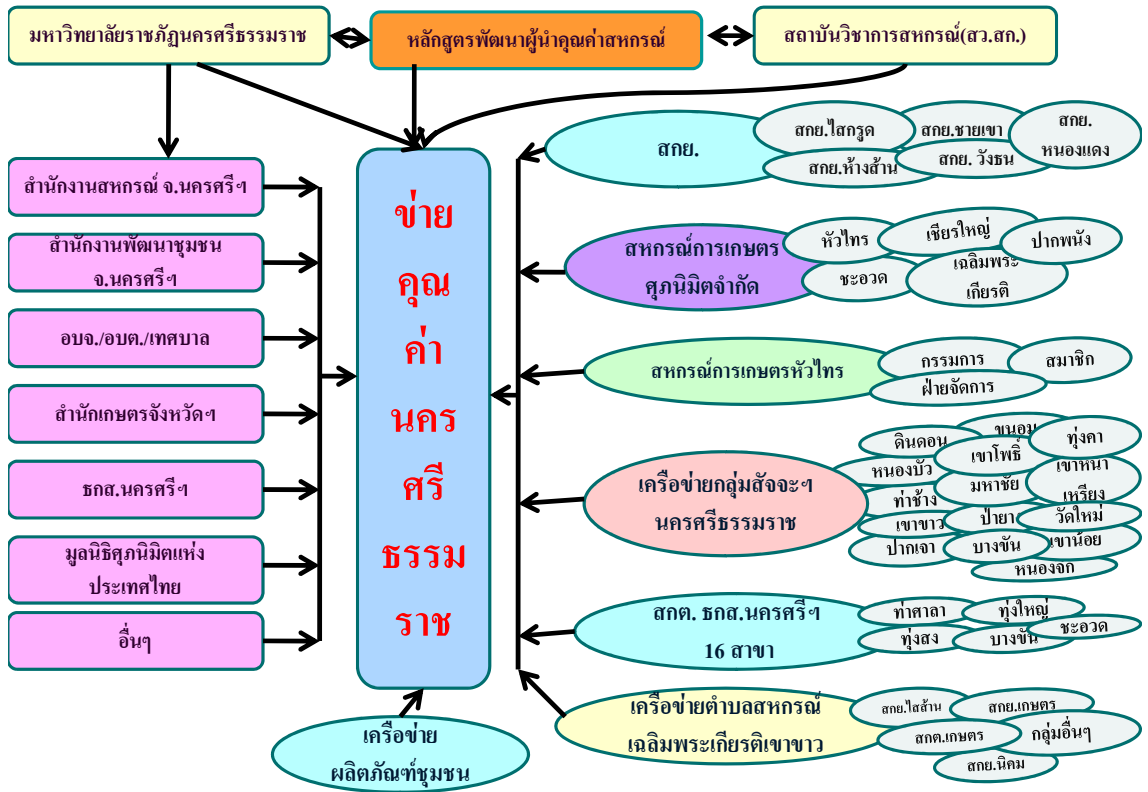 มหาวิทยาลัยราชภัฏนครศรีธรรมราช
หลักสูตรพัฒนาผู้นำคุณค่าสหกรณ์
สถาบันวิชาการสหกรณ์(สว.สก.)
สำนักงานสหกรณ์ จ.นครศรีฯ
สำนักงานพัฒนาชุมชน
จ.นครศรีฯ
อบจ./อบต./เทศบาล
สำนักเกษตรจังหวัดฯ
ธกส.นครศรีฯ
มูลนิธิศุภนิมิตแห่ง
ประเทศไทย
อื่นๆ
ข่าย
คุณ
ค่า
นคร
ศรี
ธรรม
ราช
เครือข่าย
ผลิตภัณฑ์ชุมชน
สกย.
สกย.ไสกรูด
สกย.ชายเขา
สกย.
หนองแดง
สกย.ห้างส้าน
สกย. วังธน
สหกรณ์การเกษตร
ศุภนิมิตจำกัด
หัวไทร
เชียรใหญ่
ปากพนัง
ชะอวด
เฉลิมพระ
เกียรติ
สหกรณ์การเกษตรหัวไทร
กรรมการ
สมาชิก
ฝ่ายจัดการ
เครือข่ายกลุ่มสัจจะฯ
นครศรีธรรมราช
ดินดอน
ขนอม
ทุ่งคา
หนองบัว
เขาโพธิ์
เขาหนา
เหรียง
ท่าช้าง
มหาชัย
เขาขาว
ป่ายา
วัดใหม่
ปากเจา
บางขัน
เขาน้อย
หนองจก
สกต. ธกส.นครศรีฯ
16 สาขา
ท่าศาลา
ทุ่งใหญ่
ชะอวด
ทุ่งสง
บางขัน
เครือข่ายตำบลสหกรณ์
เฉลิมพระเกียรติเขาขาว
สกย.ไสส้าน
สกย.เกษตร
สกต.เกษตร
กลุ่มอื่นๆ
สกย.นิคม